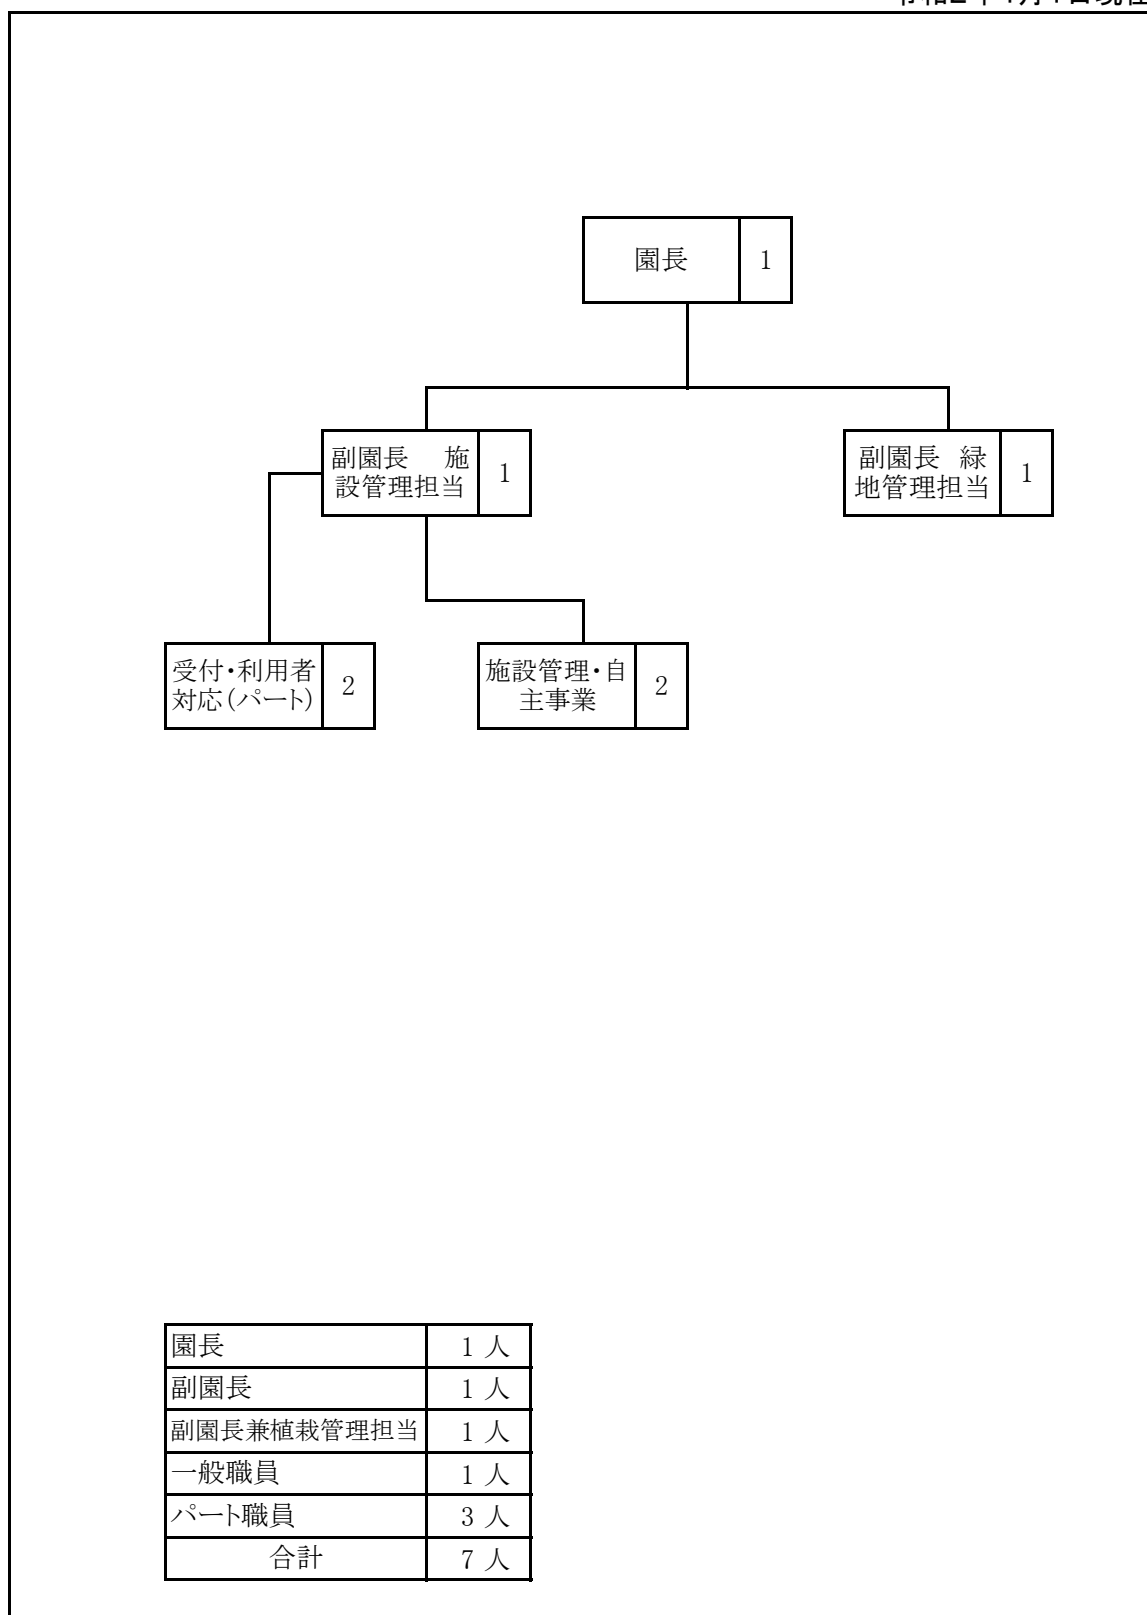 園長
1
副園長　施
設管理担当
1
副園長 緑
地管理担当
1
受付・利用者
対応(パート)
2
施設管理・自
主事業
2
園長 1 人
副園長 1 人
副園長兼植栽管理担当 1 人
一般職員 1 人
パート職員 3 人
合計 7 人